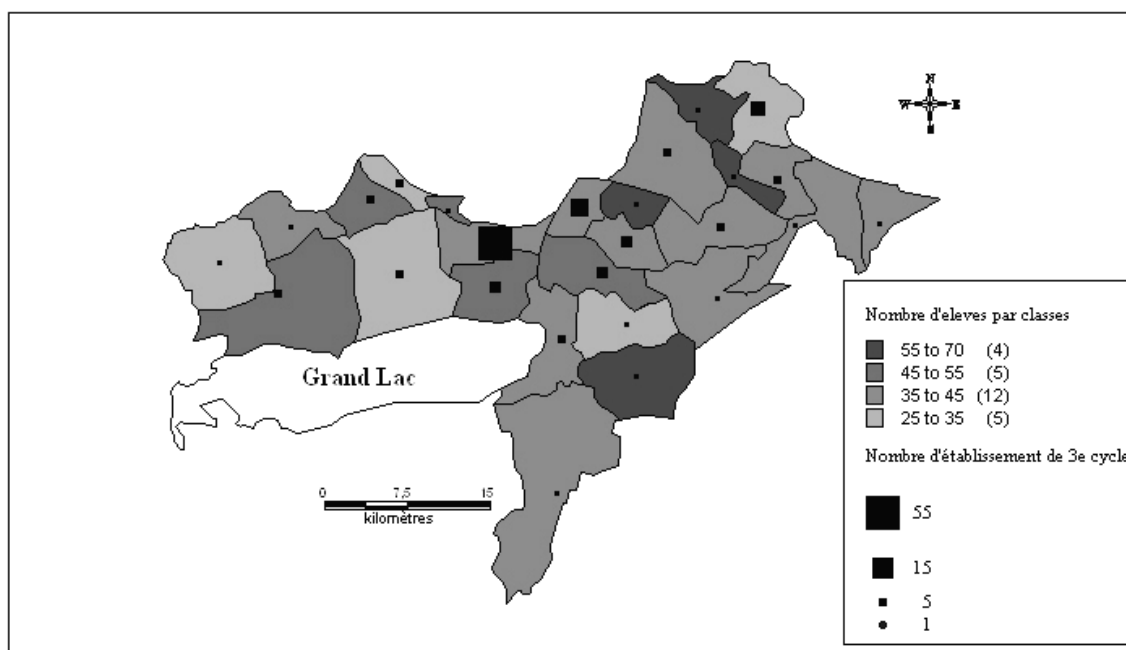 N
W E
S
Grand Lac
0 7,5 15
kilomètres
Nombre d'eleves par classes
55 to 70 (4)
45 to 55 (5)
35 to 45 (12)
25 to 35 (5)
Nombre d'établissement de 3e cycle
55
15
5
1